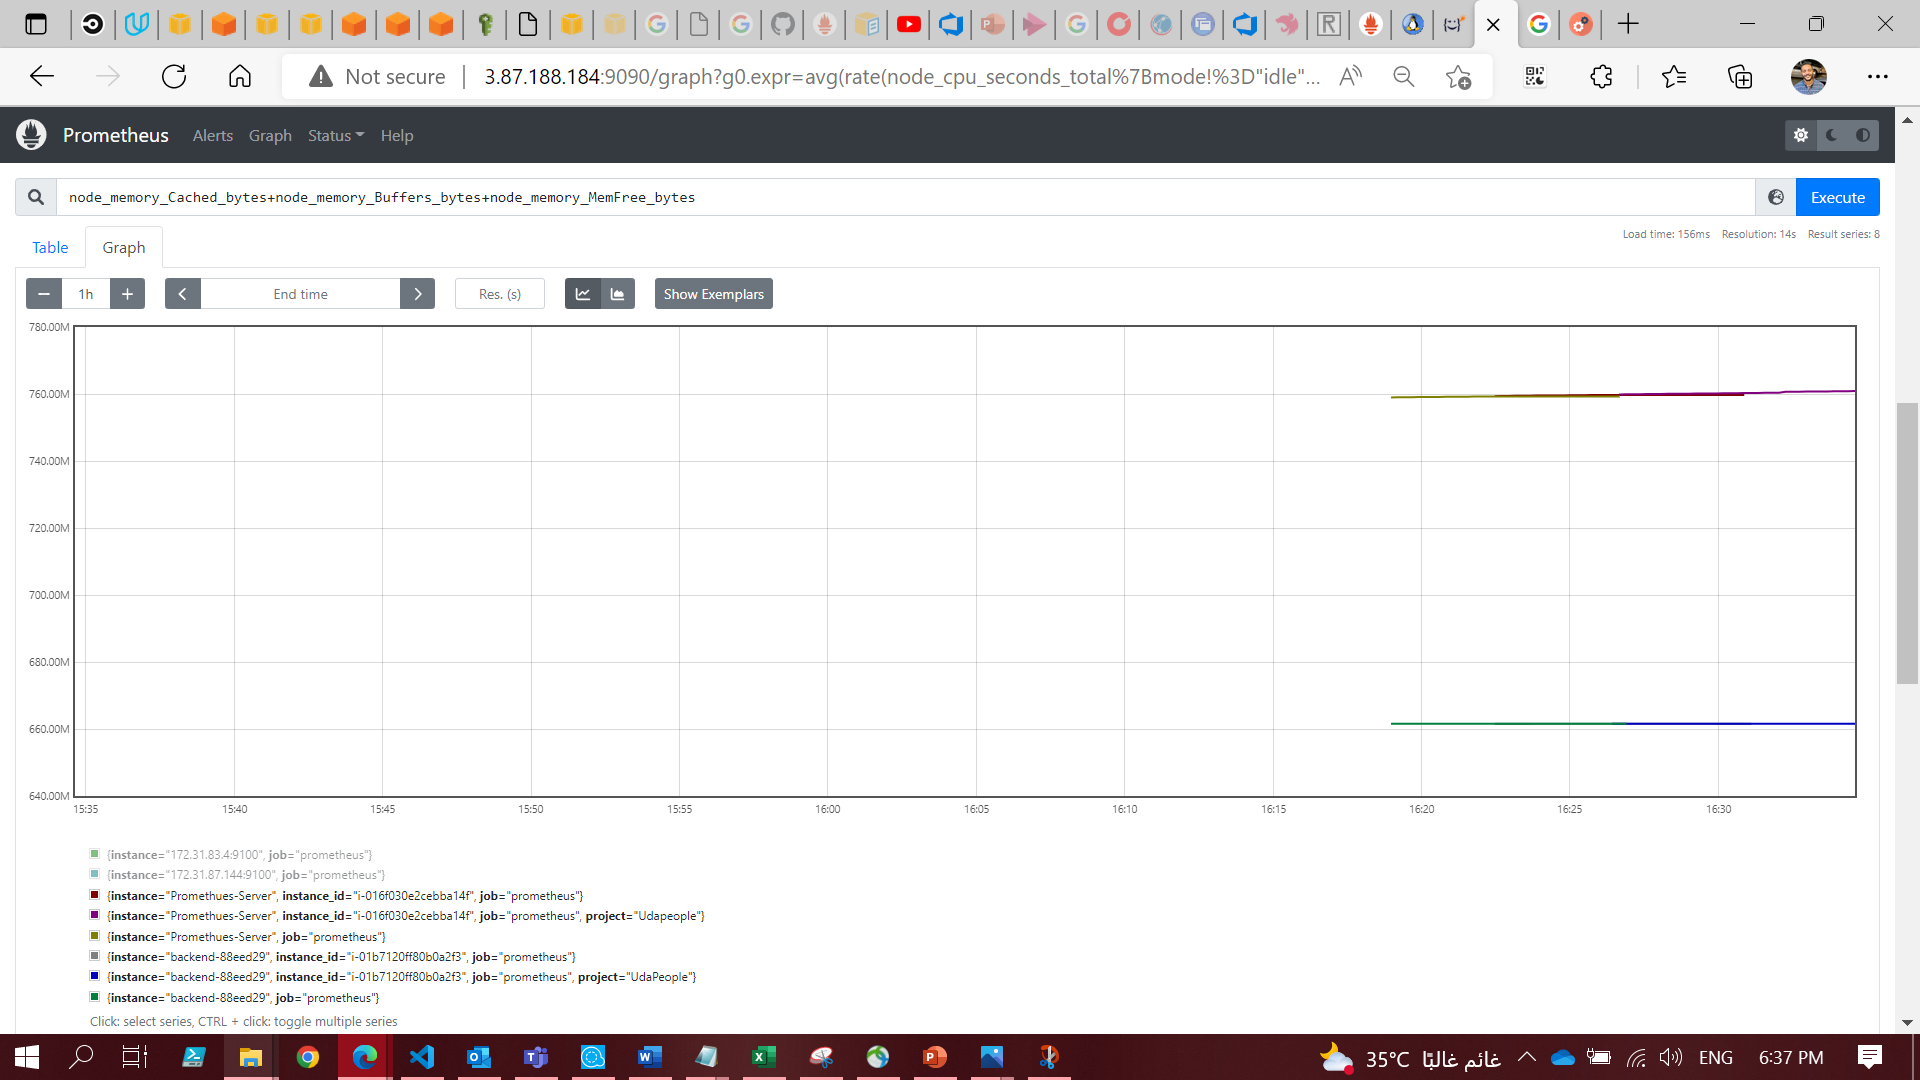 Not secure
3.87.188.184:9090/graph?g0.expr=avg(rate(node_cpu_seconds_total%7Bmode!%3D"idle"...
Prometheus Alerts Graph Status Help
node_memory_Cached_bytes+node_memory_Buffers_bytes+node_memory_MemFree_bytes
Execute
Table Graph
Load time: 156ms Resolution: 14s Result series: 8
− 1h + End time Res. (s) Show Exemplars
780.00M
760.00M
740.00M
720.00M
700.00M
680.00M
660.00M
640.00M
15:35 15:40 15:45 15:50 15:55 16:00 16:05 16:10 16:15 16:20 16:25 16:30
{instance="172.31.83.4:9100", job="prometheus"}
{instance="172.31.87.144:9100", job="prometheus"}
{instance="Promethues-Server", instance_id="i-016f030e2cebba14f", job="prometheus"}
{instance="Promethues-Server", instance_id="i-016f030e2cebba14f", job="prometheus", project="Udapeople"}
{instance="Promethues-Server", job="prometheus"}
{instance="backend-88eed29", instance_id="i-01b7120ff80b0a2f3", job="prometheus"}
{instance="backend-88eed29", instance_id="i-01b7120ff80b0a2f3", job="prometheus", project="UdaPeople"}
{instance="backend-88eed29", job="prometheus"}
Click: select series, CTRL + click: toggle multiple series
35°C غائم غالبًا ENG 6:37 PM